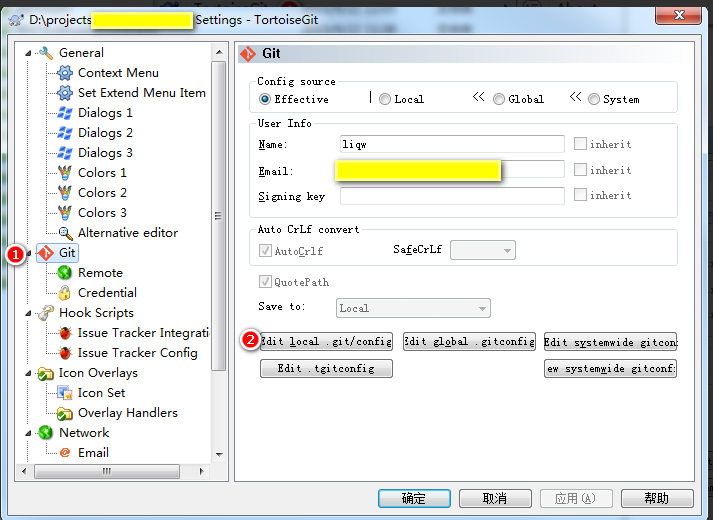 D:\projects Settings - TortoiseGit
General
Context Menu
Set Extend Menu Item
Dialogs 1
Dialogs 2
Dialogs 3
Colors 1
Colors 2
Colors 3
Alternative editor
1
Git
Remote
Credential
Hook Scripts
Issue Tracker Integrati
Issue Tracker Config
Icon Overlays
Icon Set
Overlay Handlers
Network
Email
Git
Config source
Effective | Local << Global << System
User Info
Name: liqw inherit
Email: inherit
Signing key inherit
Auto CrLf convert
AutoCrlf SafeCrLf
QuotePath
Save to: Local
2
Edit local .git/config Edit global .gitconfig Edit systemwide gitconf
Edit .tgitconfig ew systemwide gitconf
确定 取消 应用(A) 帮助